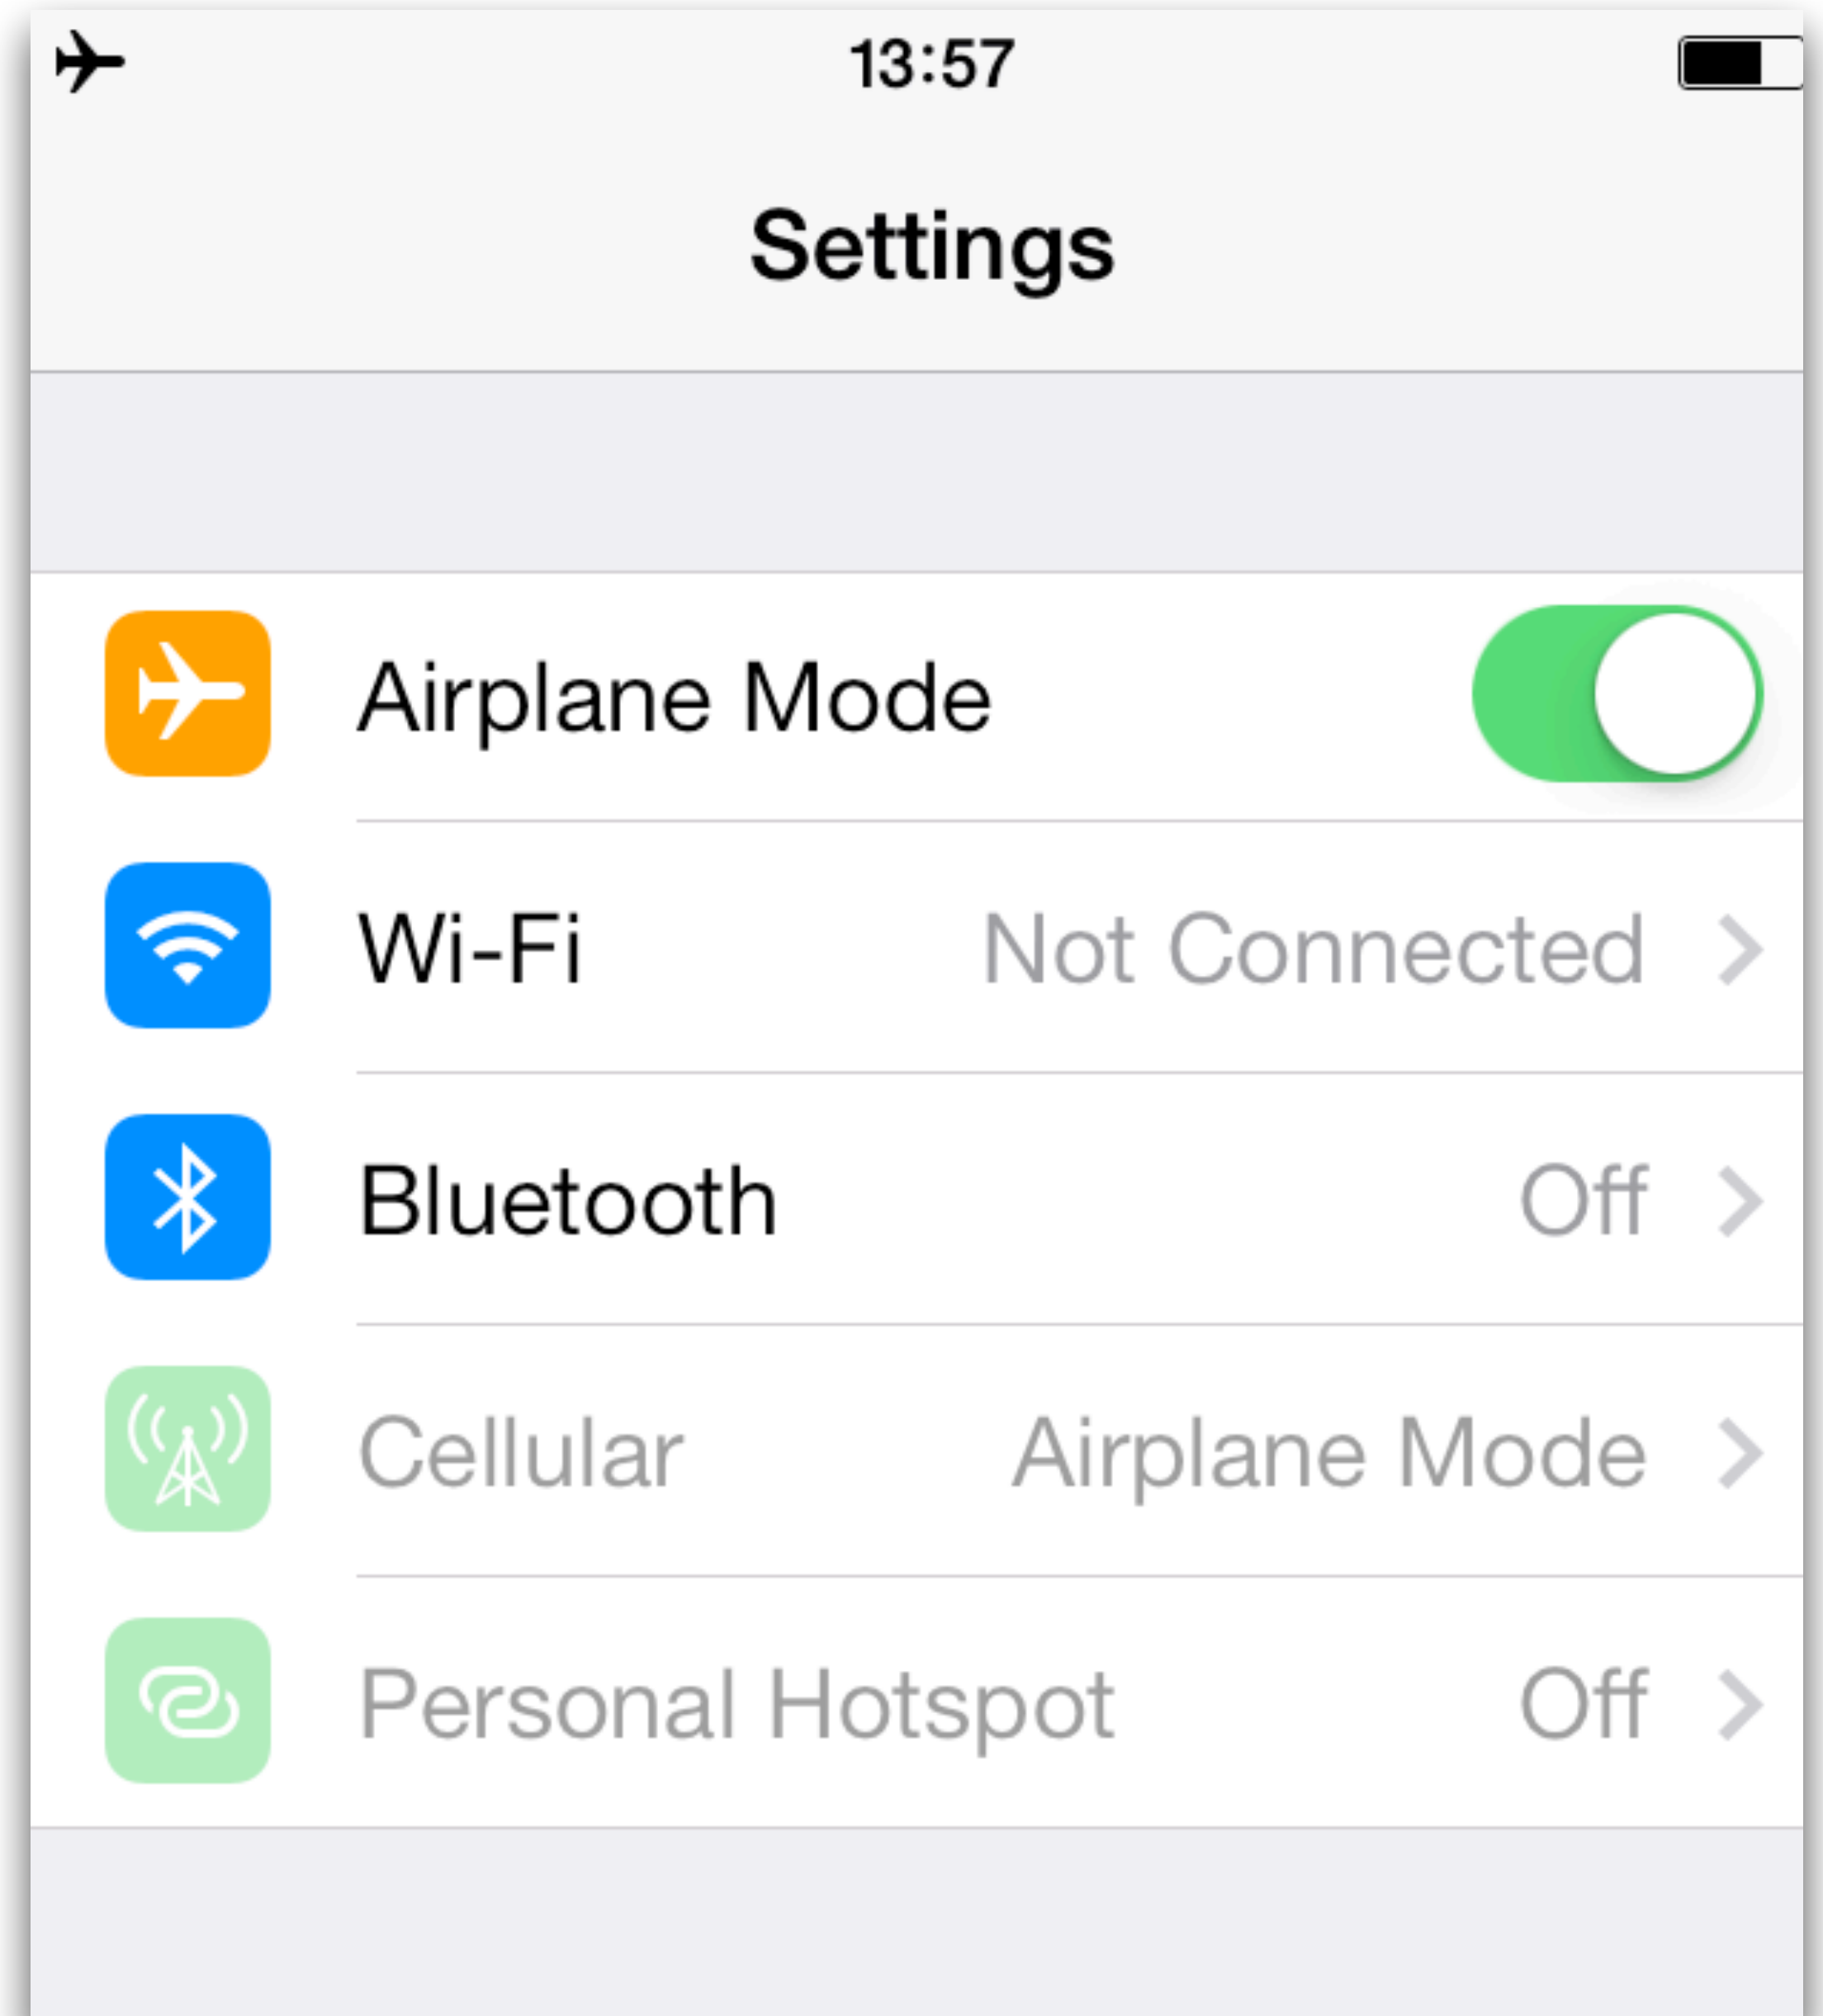 13:57
Settings
Airplane Mode
Wi-Fi Not Connected
Bluetooth Off
Cellular Airplane Mode
Personal Hotspot Off